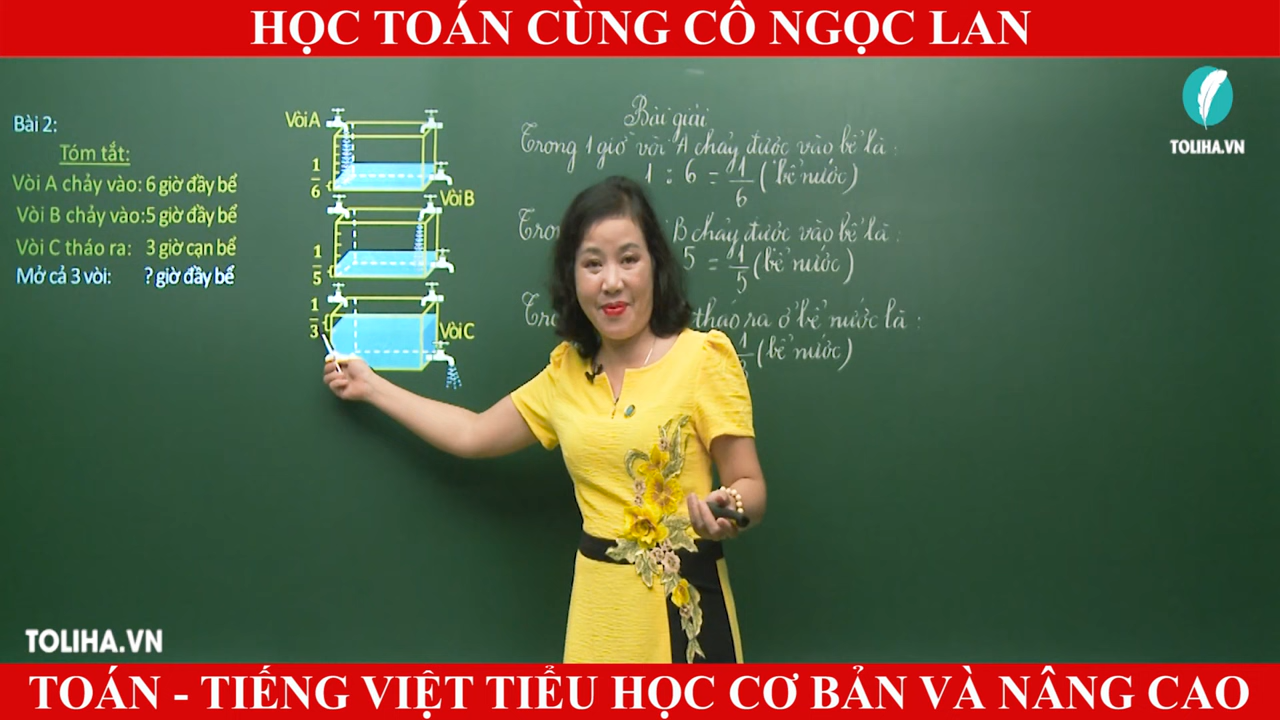 HỌC TOÁN CÙNG CÔ NGỌC LAN
TOLIHA.VN
Bài 2:
Tóm tắt:
Vòi A chảy vào: 6 giờ đầy bể
Vòi B chảy vào: 5 giờ đầy bể
Vòi C tháo ra: 3 giờ cạn bể
Mở cả 3 vòi: ? giờ đầy bể
Vòi A
1/6
Vòi B
1/5
1/3
Vòi C
Bài giải
Trong 1 giờ vòi A chảy được vào bể là:
1 : 6 = 1/6 (bể nước)
B chảy được vào bể là:
5 = 1/5 (bể nước)
tháo ra ở bể nước là:
(bể nước)
TOLIHA.VN
TOÁN - TIẾNG VIỆT TIỂU HỌC CƠ BẢN VÀ NÂNG CAO